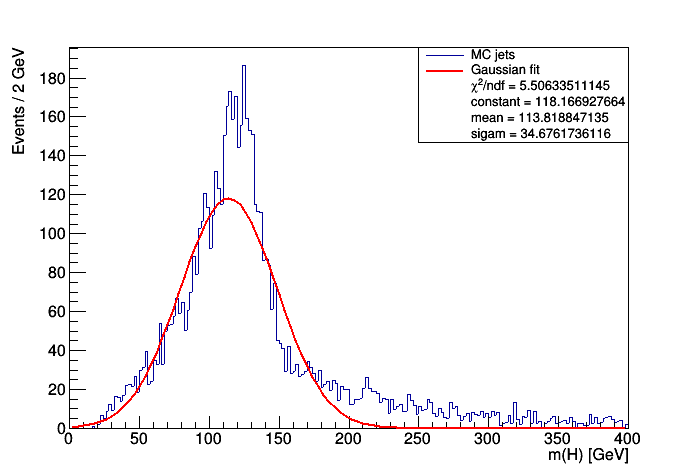 Events / 2 GeV
180
160
140
120
100
80
60
40
20
0
0 50 100 150 200 250 300 350 400
m(H) [GeV]
MC jets
Gaussian fit
χ²/ndf = 5.50633511145
constant = 118.166927664
mean = 113.818847135
sigam = 34.6761736116